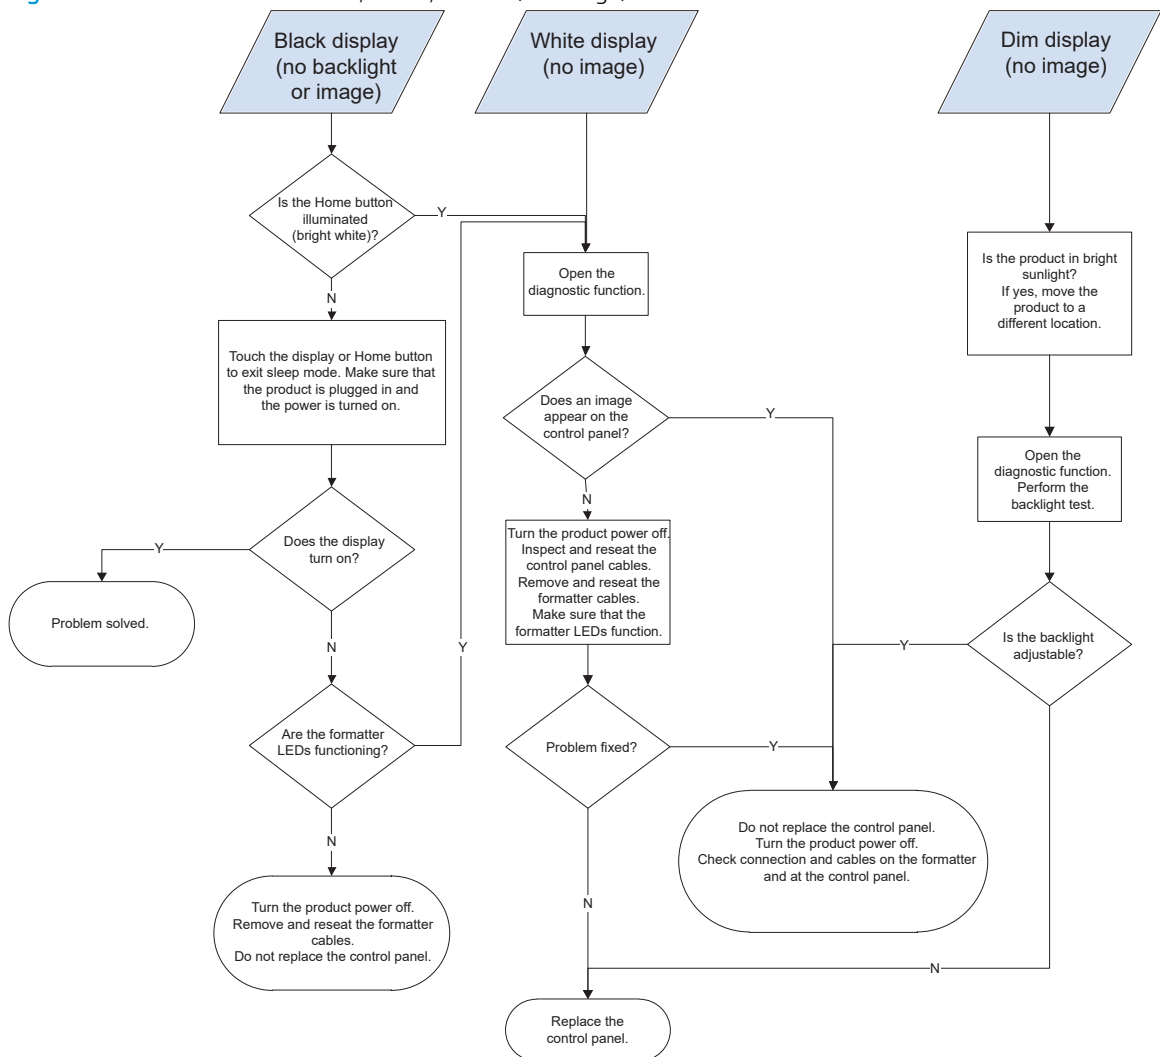 Black display
(no backlight
or image)
White display
(no image)
Dim display
(no image)
Is the Home button
illuminated
(bright white)?
Y
N
Touch the display or Home button
to exit sleep mode. Make sure that
the product is plugged in and
the power is turned on.
Does the display
turn on?
Y
Problem solved.
N
Are the formatter
LEDs functioning?
Y
N
Turn the product power off.
Remove and reseat the formatter
cables.
Do not replace the control panel.
Open the
diagnostic function.
Does an image
appear on the
control panel?
Y
N
Turn the product power off.
Inspect and reseat the
control panel cables.
Remove and reseat the
formatter cables.
Make sure that the
formatter LEDs function.
Problem fixed?
Y
N
Do not replace the control panel.
Turn the product power off.
Check connection and cables on the formatter
and at the control panel.
Replace the
control panel.
Is the product in bright
sunlight?
If yes, move the
product to a
different location.
Open the
diagnostic function.
Perform the
backlight test.
Is the backlight
adjustable?
Y
N